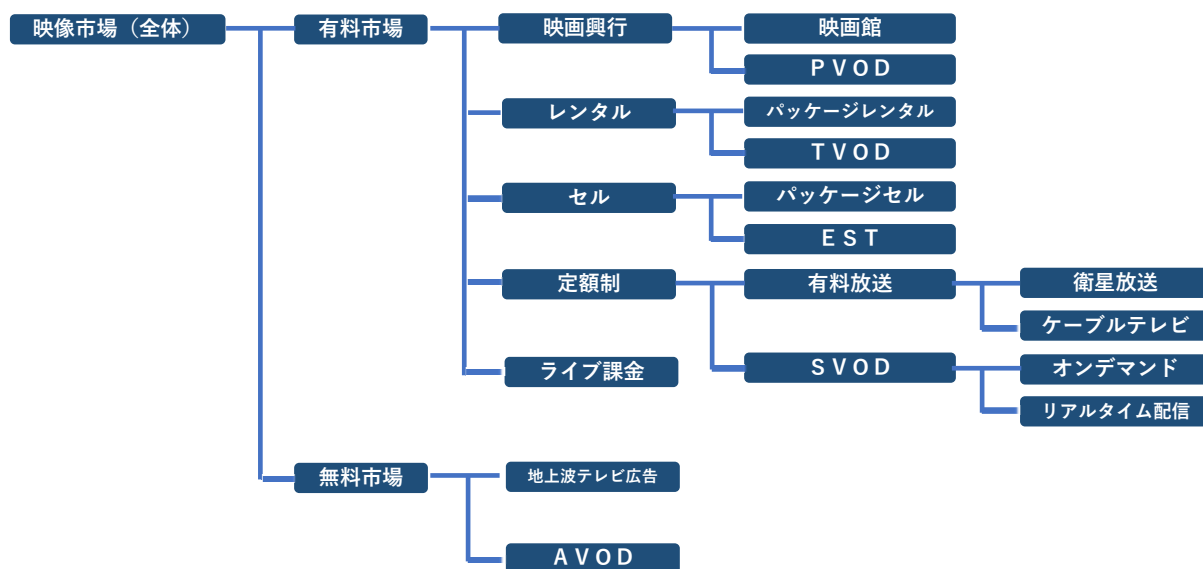 映像市場（全体）
有料市場
映画興行
映画館
ＰＶＯＤ
レンタル
パッケージレンタル
ＴＶＯＤ
セル
パッケージセル
ＥＳＴ
定額制
有料放送
衛星放送
ケーブルテレビ
ＳＶＯＤ
オンデマンド
リアルタイム配信
ライブ課金
無料市場
地上波テレビ広告
ＡＶＯＤ